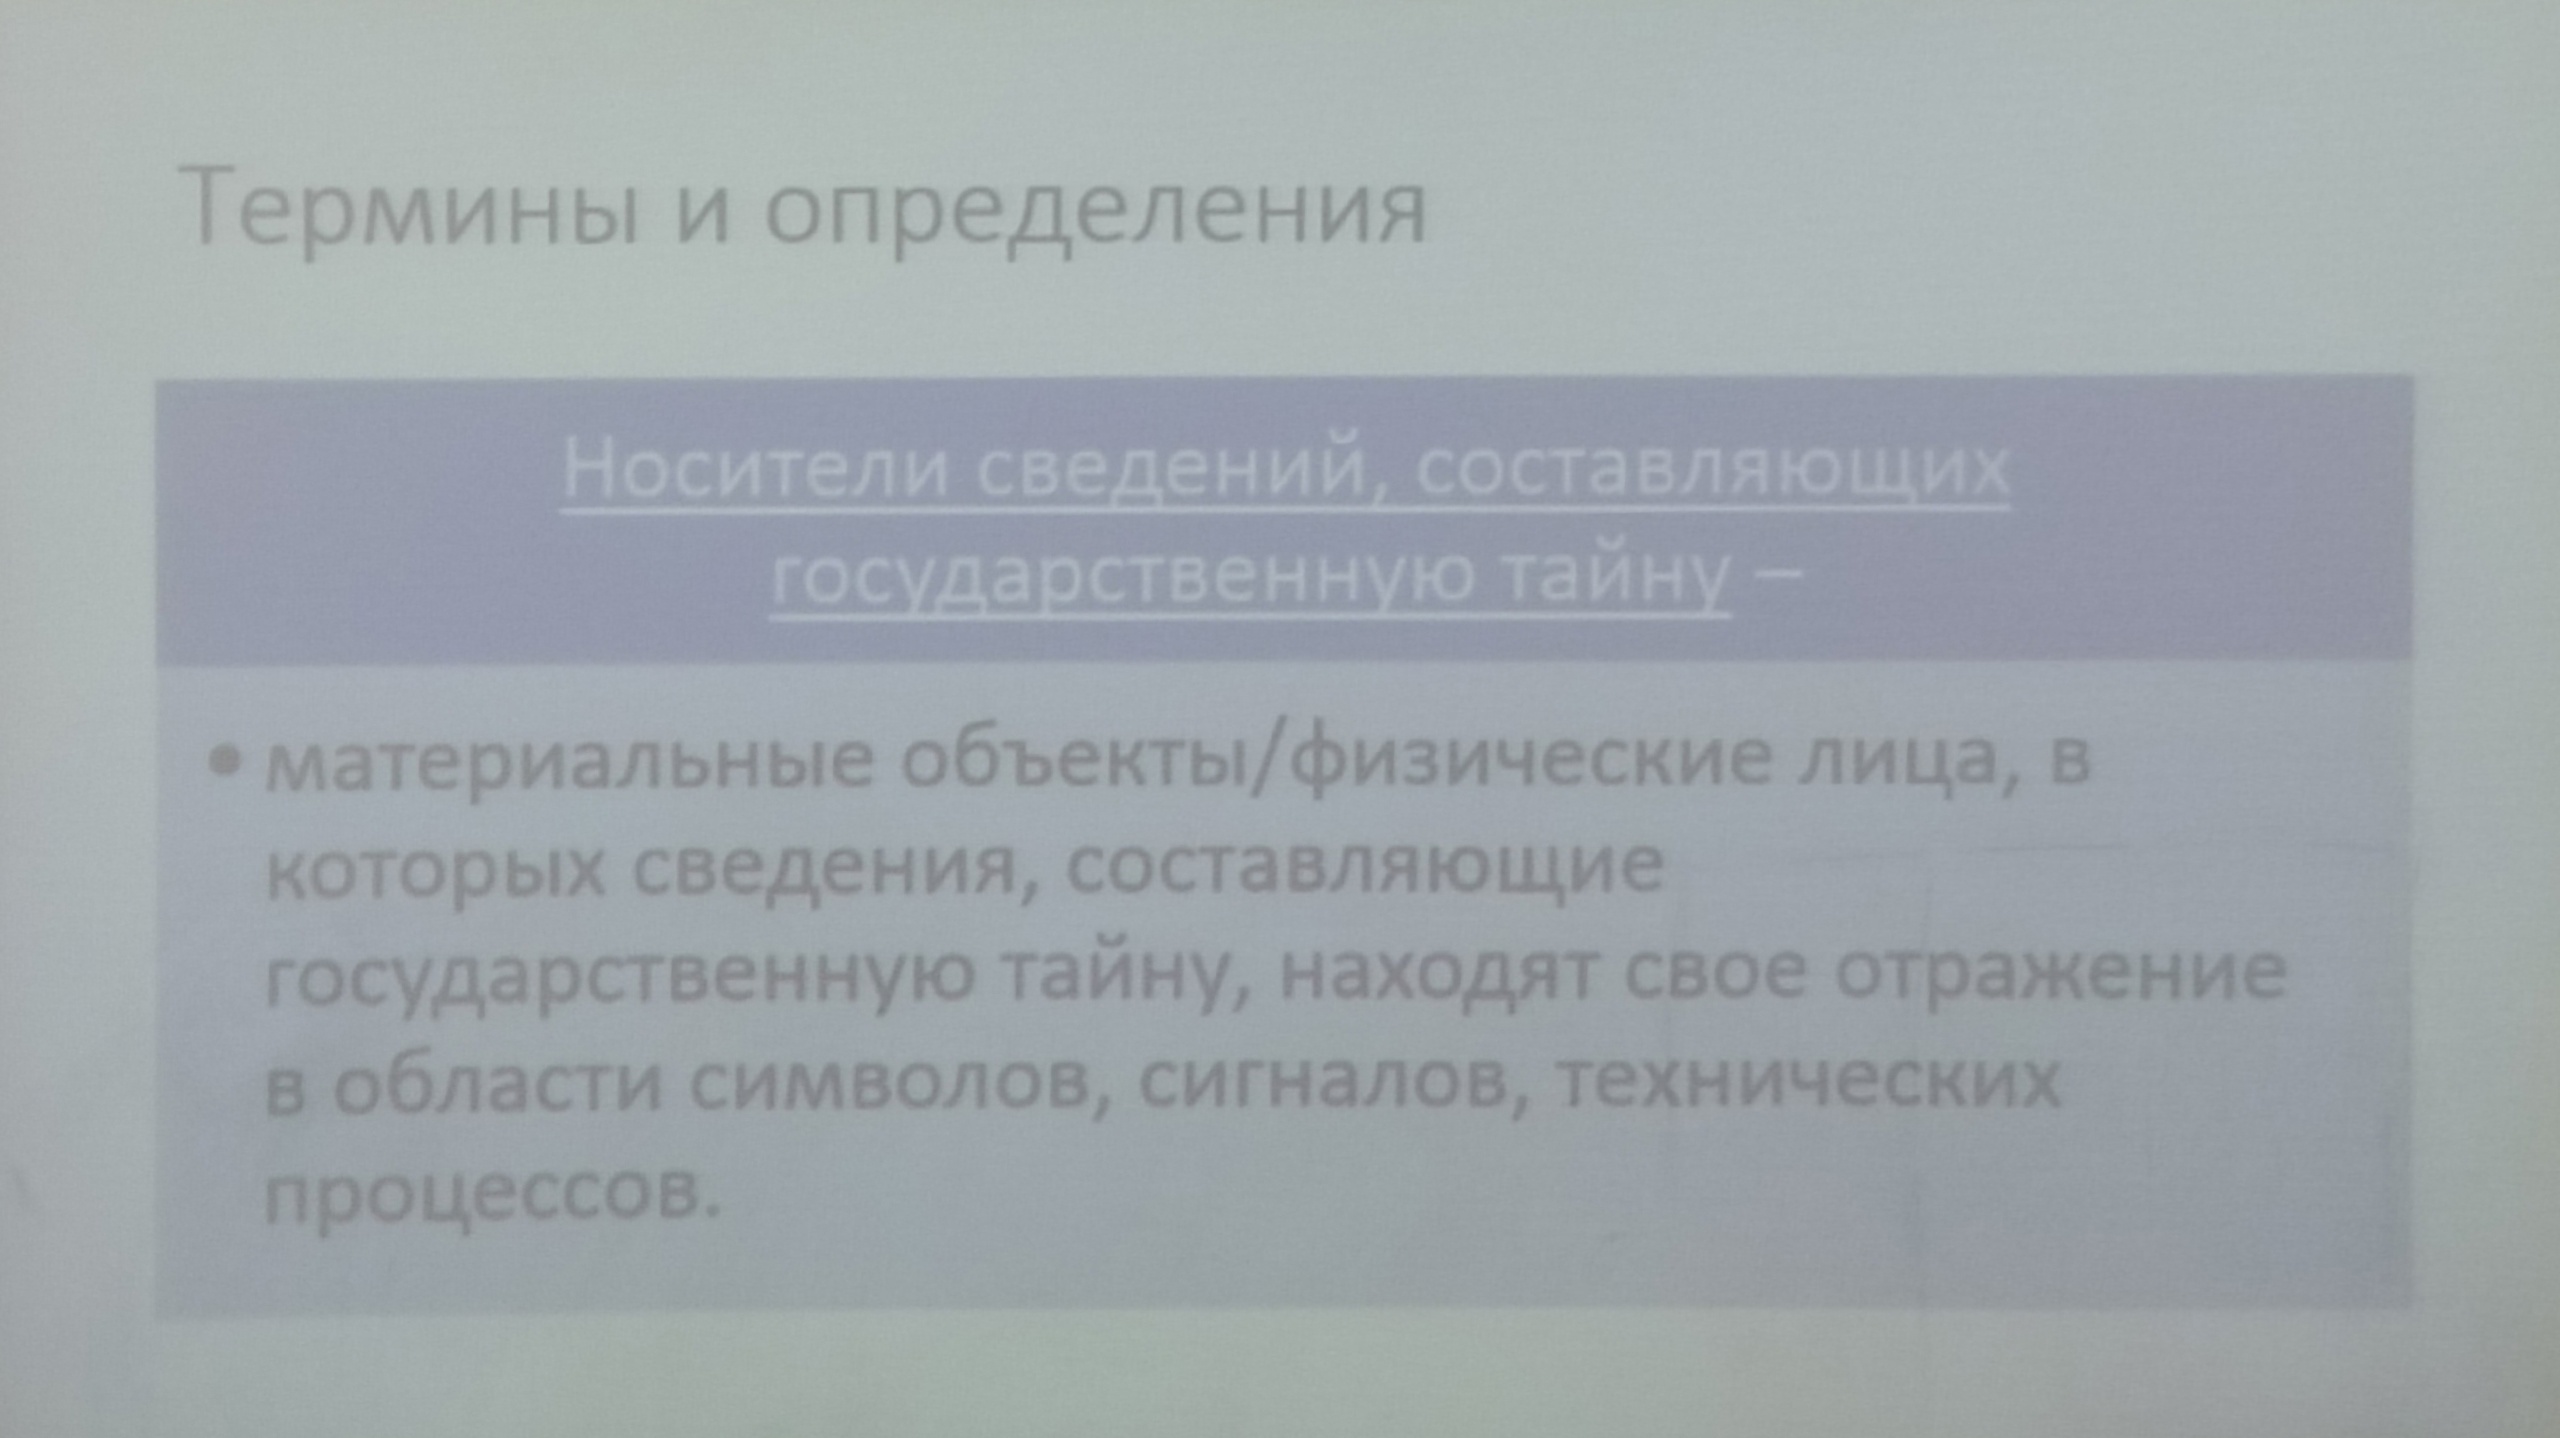 Термины и определения
Носители сведений, составляющих
государственную тайну –
• материальные объекты/физические лица, в
которых сведения, составляющие
государственную тайну, находят свое отражение
в области символов, сигналов, технических
процессов.